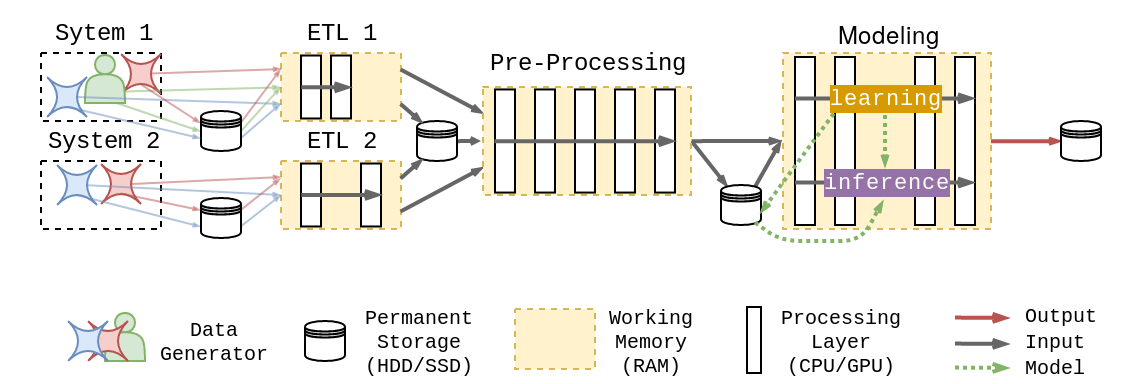 Sytem 1
ETL 1
Pre-Processing
Modeling
learning
System 2
ETL 2
inference
Data
Generator
Permanent
Storage
(HDD/SSD)
Working
Memory
(RAM)
Processing
Layer
(CPU/GPU)
Output
Input
Model